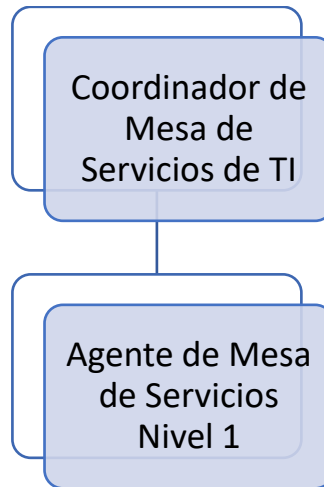 Coordinador de
Mesa de
Servicios de TI
Agente de Mesa
de Servicios
Nivel 1